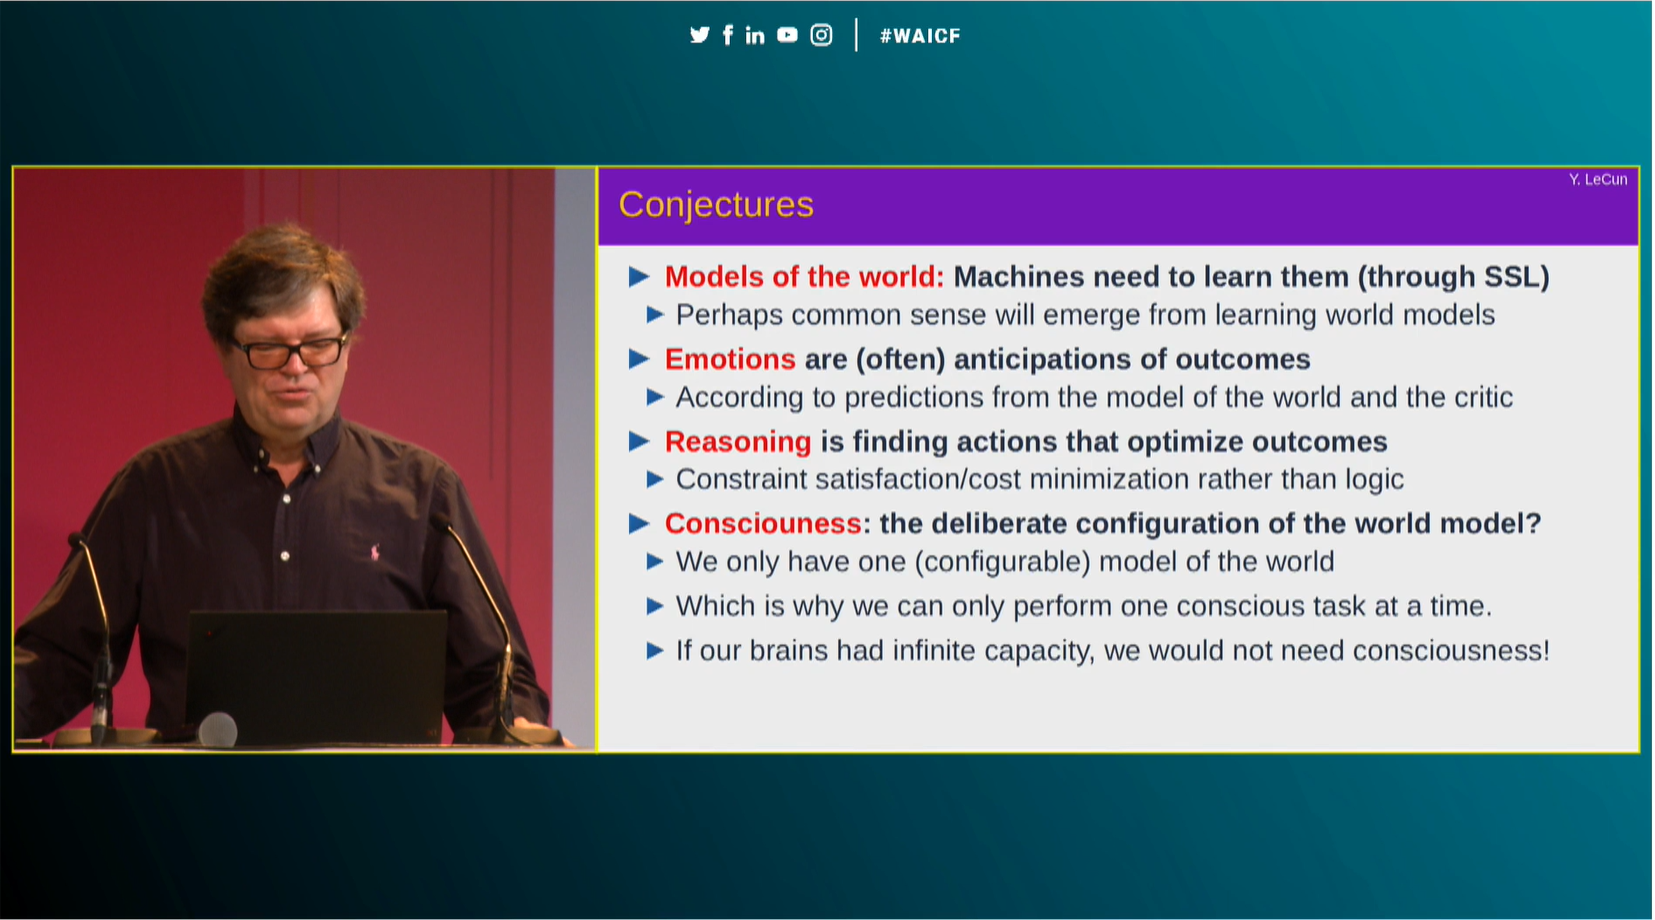 #WAICF
Y. LeCun
Conjectures
Models of the world: Machines need to learn them (through SSL)
Perhaps common sense will emerge from learning world models
Emotions are (often) anticipations of outcomes
According to predictions from the model of the world and the critic
Reasoning is finding actions that optimize outcomes
Constraint satisfaction/cost minimization rather than logic
Consciouness: the deliberate configuration of the world model?
We only have one (configurable) model of the world
Which is why we can only perform one conscious task at a time.
If our brains had infinite capacity, we would not need consciousness!